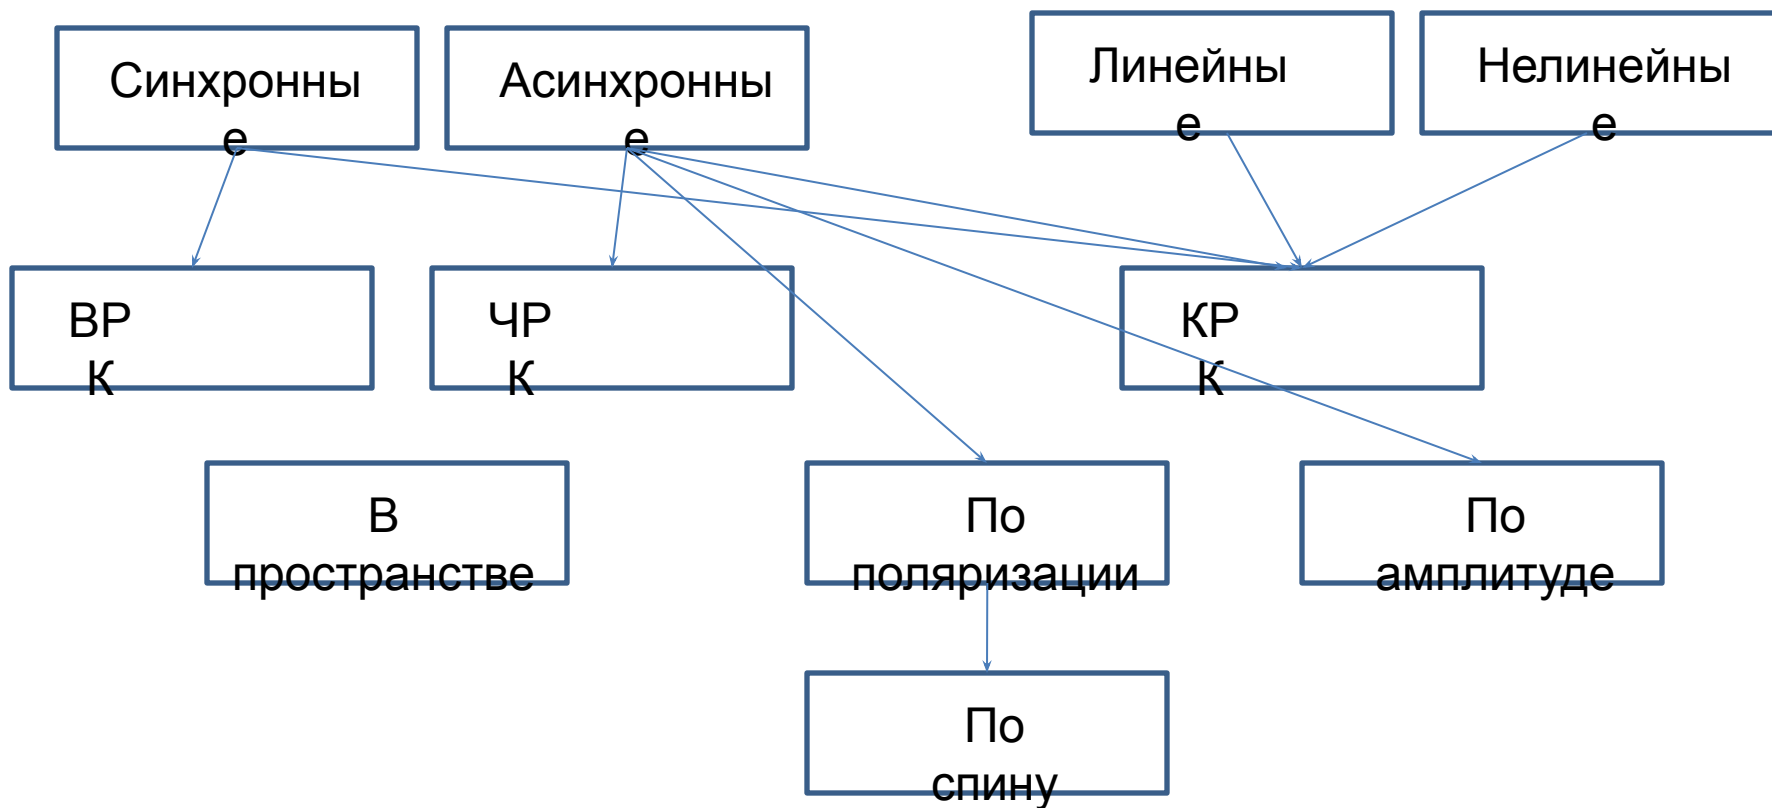 Синхронны
е
Асинхронны
е
Линейны
е
Нелинейны
е
ВР
К
ЧР
К
КР
К
В
пространстве
По
поляризации
По
амплитуде
По
спину